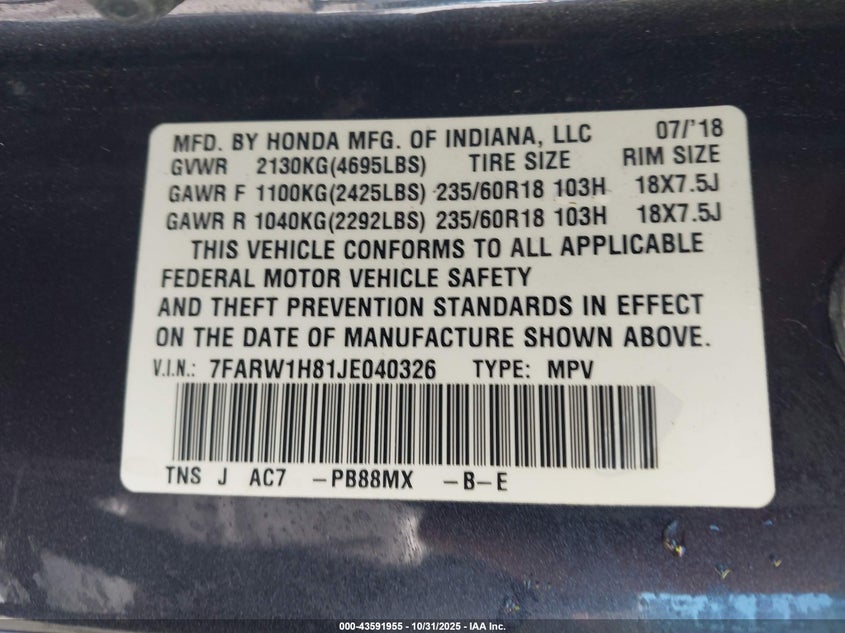 MFD. BY HONDA MFG. OF INDIANA, LLC 07/'18
GVWR 2130KG(4695LBS) TIRE SIZE RIM SIZE
GAWR F 1100KG(2425LBS) 235/60R18 103H 18X7.5J
GAWR R 1040KG(2292LBS) 235/60R18 103H 18X7.5J
THIS VEHICLE CONFORMS TO ALL APPLICABLE
FEDERAL MOTOR VEHICLE SAFETY
AND THEFT PREVENTION STANDARDS IN EFFECT
ON THE DATE OF MANUFACTURE SHOWN ABOVE.
V.I.N.: 7FARW1H81JE040326 TYPE: MPV
TNS J AC7 -PB88MX -B-E
000-43591955 - 10/31/2025 - IAA Inc.